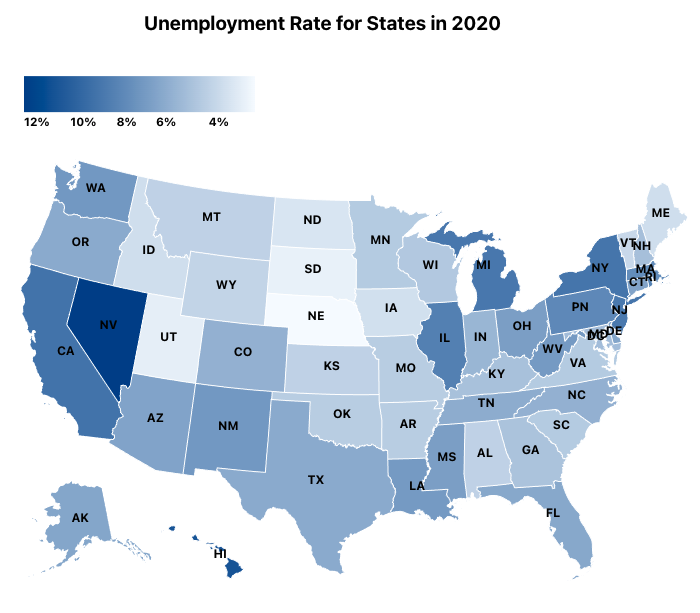 Unemployment Rate for States in 2020
12% 10% 8% 6% 4%
WA
ME
MT
ND
VT
NH
OR
MN
ID
SD
WI
MI
NY
MA
RI
CT
WY
IA
PN
NJ
NE
NV
OH
DE
MD
DC
UT
IL
IN
CA
CO
WV
VA
KS
MO
KY
NC
TN
AZ
OK
AR
SC
NM
MS
AL
GA
TX
LA
FL
AK
HI